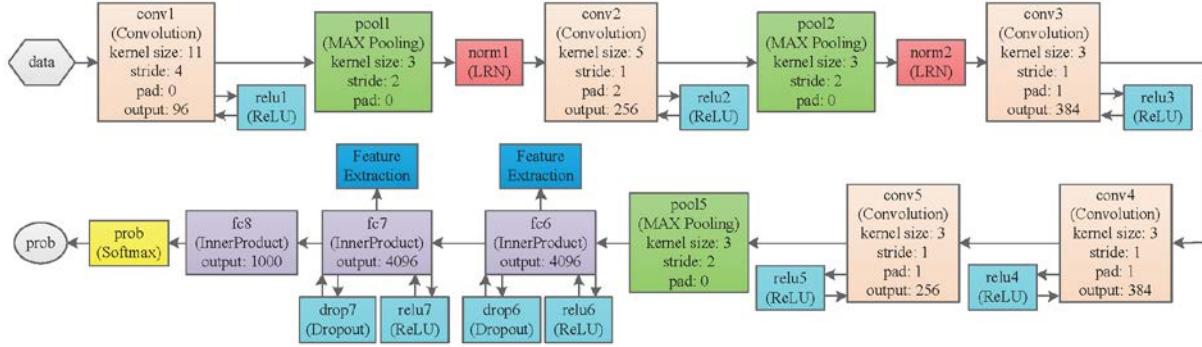 data
conv1
(Convolution)
kernel size: 11
stride: 4
pad: 0
output: 96
relu1
(ReLU)
pool1
(MAX Pooling)
kernel size: 3
stride: 2
pad: 0
norm1
(LRN)
conv2
(Convolution)
kernel size: 5
stride: 1
pad: 2
output: 256
relu2
(ReLU)
pool2
(MAX Pooling)
kernel size: 3
stride: 2
pad: 0
norm2
(LRN)
conv3
(Convolution)
kernel size: 3
stride: 1
pad: 1
output: 384
relu3
(ReLU)
conv4
(Convolution)
kernel size: 3
stride: 1
pad: 1
output: 384
relu4
(ReLU)
conv5
(Convolution)
kernel size: 3
stride: 1
pad: 1
output: 256
relu5
(ReLU)
pool5
(MAX Pooling)
kernel size: 3
stride: 2
pad: 0
Feature
Extraction
fc6
(InnerProduct)
output: 4096
drop6
(Dropout)
relu6
(ReLU)
Feature
Extraction
fc7
(InnerProduct)
output: 4096
drop7
(Dropout)
relu7
(ReLU)
fc8
(InnerProduct)
output: 1000
prob
(Softmax)
prob